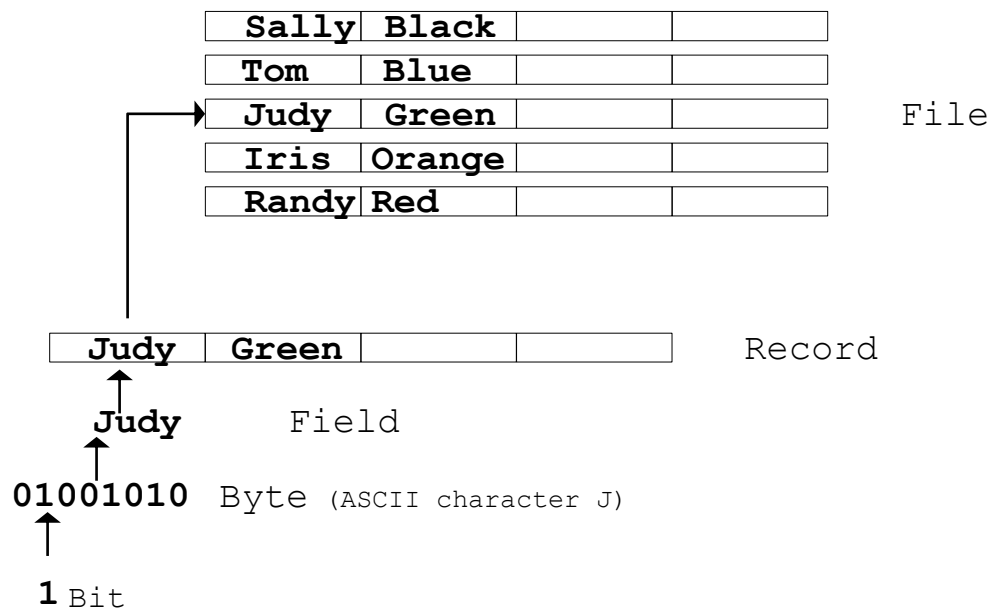 Sally Black
Tom Blue
Judy Green File
Iris Orange
Randy Red
Judy Green Record
Judy Field
01001010 Byte (ASCII character J)
1 Bit